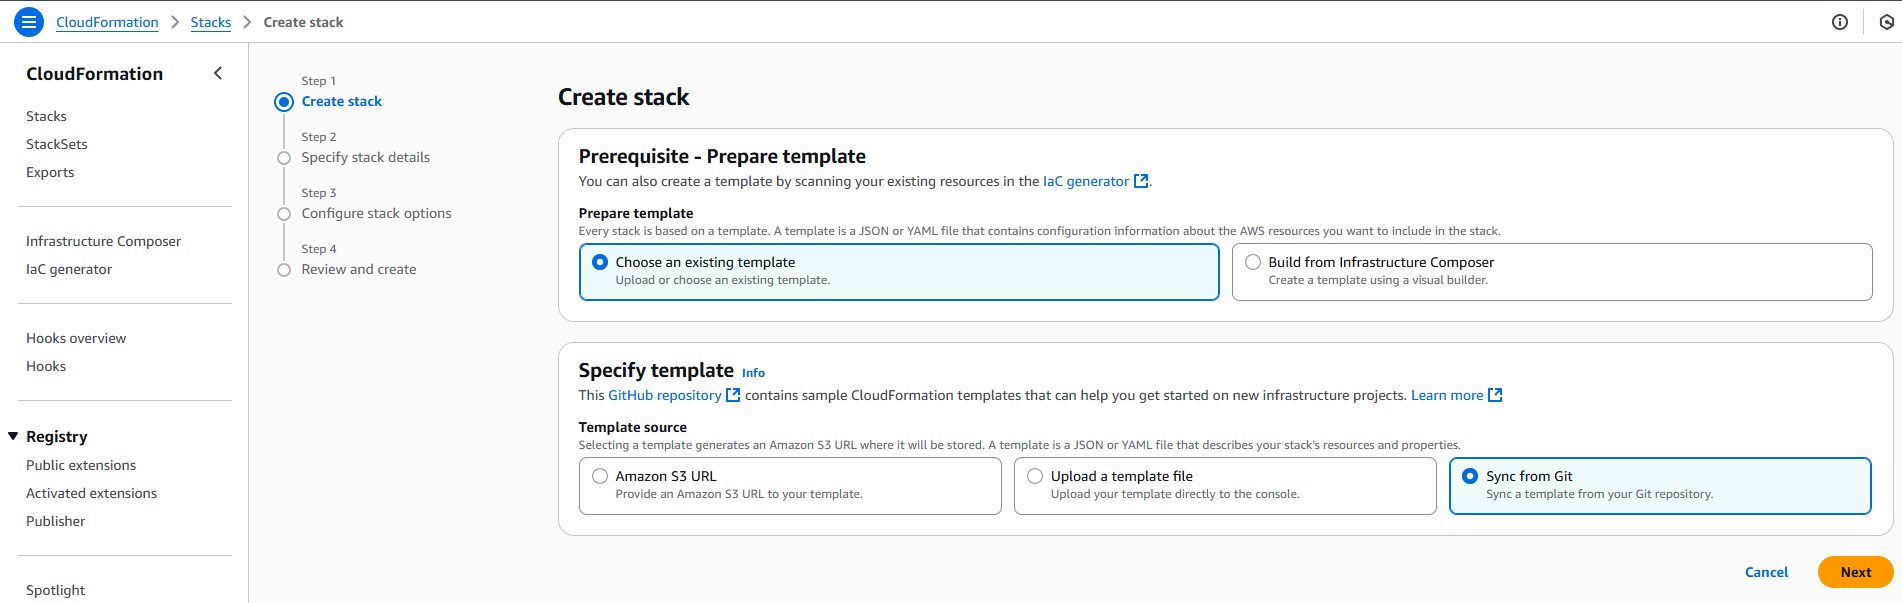 CloudFormation > Stacks > Create stack
CloudFormation
Stacks
StackSets
Exports
Infrastructure Composer
IaC generator
Hooks overview
Hooks
Registry
Public extensions
Activated extensions
Publisher
Spotlight
Step 1
Create stack
Step 2
Specify stack details
Step 3
Configure stack options
Step 4
Review and create
Create stack
Prerequisite - Prepare template
You can also create a template by scanning your existing resources in the IaC generator.
Prepare template
Every stack is based on a template. A template is a JSON or YAML file that contains configuration information about the AWS resources you want to include in the stack.
Choose an existing template
Upload or choose an existing template.
Build from Infrastructure Composer
Create a template using a visual builder.
Specify template Info
This GitHub repository contains sample CloudFormation templates that can help you get started on new infrastructure projects. Learn more
Template source
Selecting a template generates an Amazon S3 URL where it will be stored. A template is a JSON or YAML file that describes your stack's resources and properties.
Amazon S3 URL
Provide an Amazon S3 URL to your template.
Upload a template file
Upload your template directly to the console.
Sync from Git
Sync a template from your Git repository.
Cancel
Next